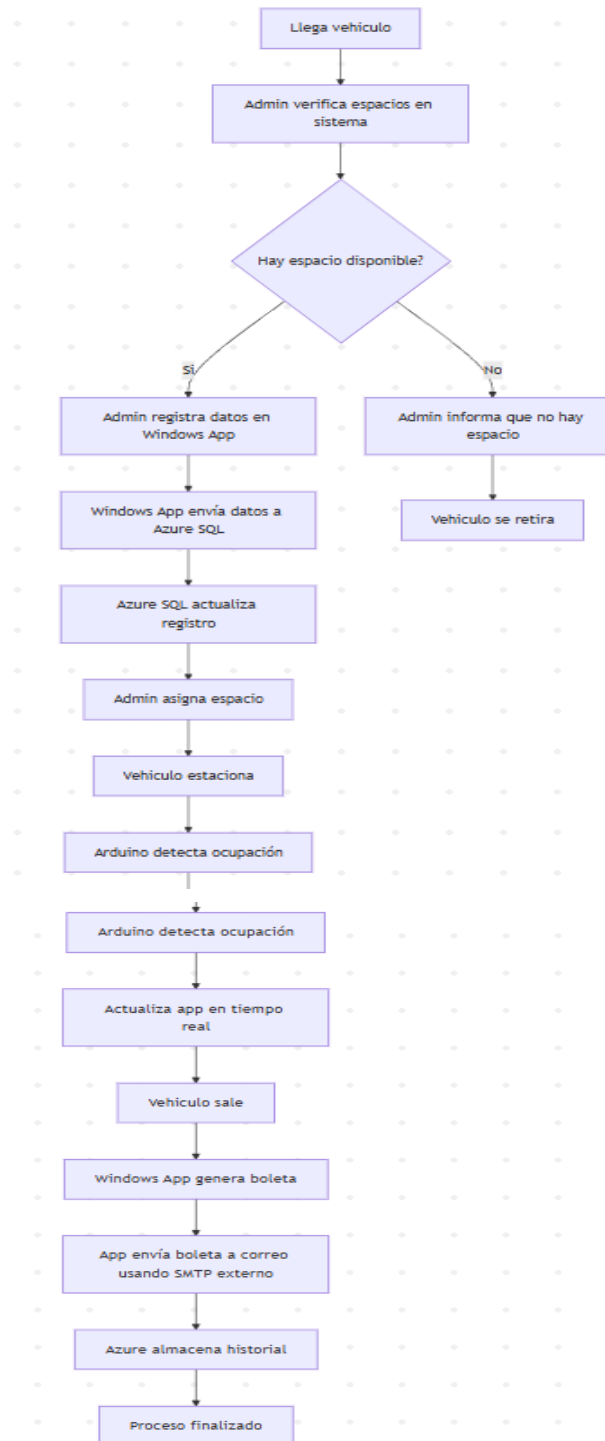 Llega vehiculo
Admin verifica espacios en
sistema
Hay espacio disponible?
Si
No
Admin registra datos en
Windows App
Admin informa que no hay
espacio
Windows App envía datos a
Azure SQL
Vehiculo se retira
Azure SQL actualiza
registro
Admin asigna espacio
Vehiculo estaciona
Arduino detecta ocupación
Arduino detecta ocupación
Actualiza app en tiempo
real
Vehiculo sale
Windows App genera boleta
App envía boleta a correo
usando SMTP externo
Azure almacena historial
Proceso finalizado